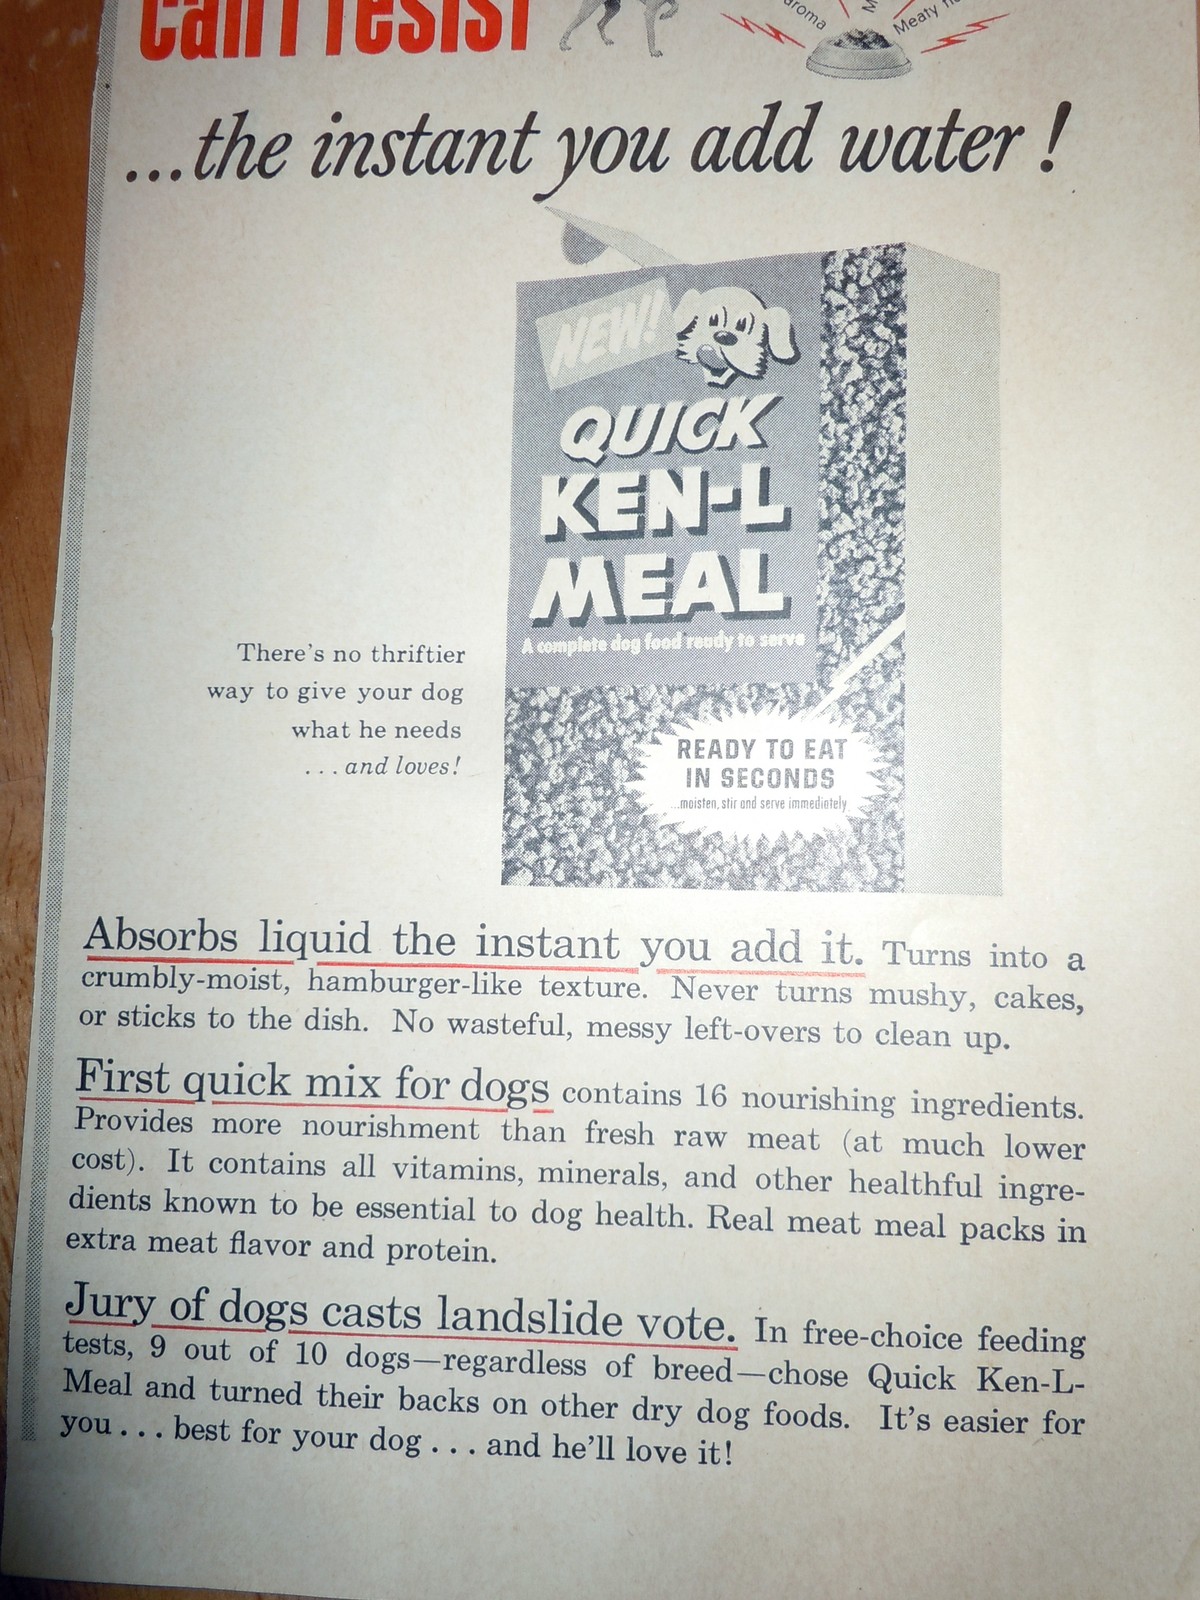 can't resist
aroma
Meaty
...the instant you add water!
NEW!
QUICK
KEN-L
MEAL
A complete dog food ready to serve
READY TO EAT
IN SECONDS
...moisten, stir and serve immediately
There's no thriftier
way to give your dog
what he needs
...and loves!
Absorbs liquid the instant you add it. Turns into a
crumbly-moist, hamburger-like texture. Never turns mushy, cakes,
or sticks to the dish. No wasteful, messy left-overs to clean up.
First quick mix for dogs contains 16 nourishing ingredients.
Provides more nourishment than fresh raw meat (at much lower
cost). It contains all vitamins, minerals, and other healthful ingre-
dients known to be essential to dog health. Real meat meal packs in
extra meat flavor and protein.
Jury of dogs casts landslide vote. In free-choice feeding
tests, 9 out of 10 dogs—regardless of breed—chose Quick Ken-L-
Meal and turned their backs on other dry dog foods. It's easier for
you...best for your dog...and he'll love it!